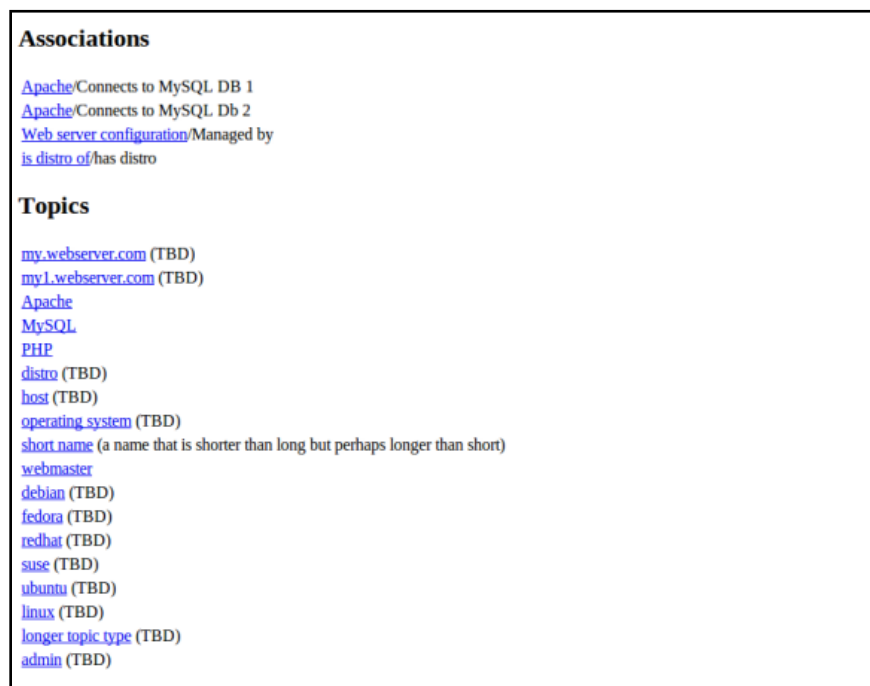 Associations
Apache/Connects to MySQL DB 1
Apache/Connects to MySQL Db 2
Web server configuration/Managed by
is distro of/has distro
Topics
my.webserver.com (TBD)
my1.webserver.com (TBD)
Apache
MySQL
PHP
distro (TBD)
host (TBD)
operating system (TBD)
short name (a name that is shorter than long but perhaps longer than short)
webmaster
debian (TBD)
fedora (TBD)
redhat (TBD)
suse (TBD)
ubuntu (TBD)
linux (TBD)
longer topic type (TBD)
admin (TBD)